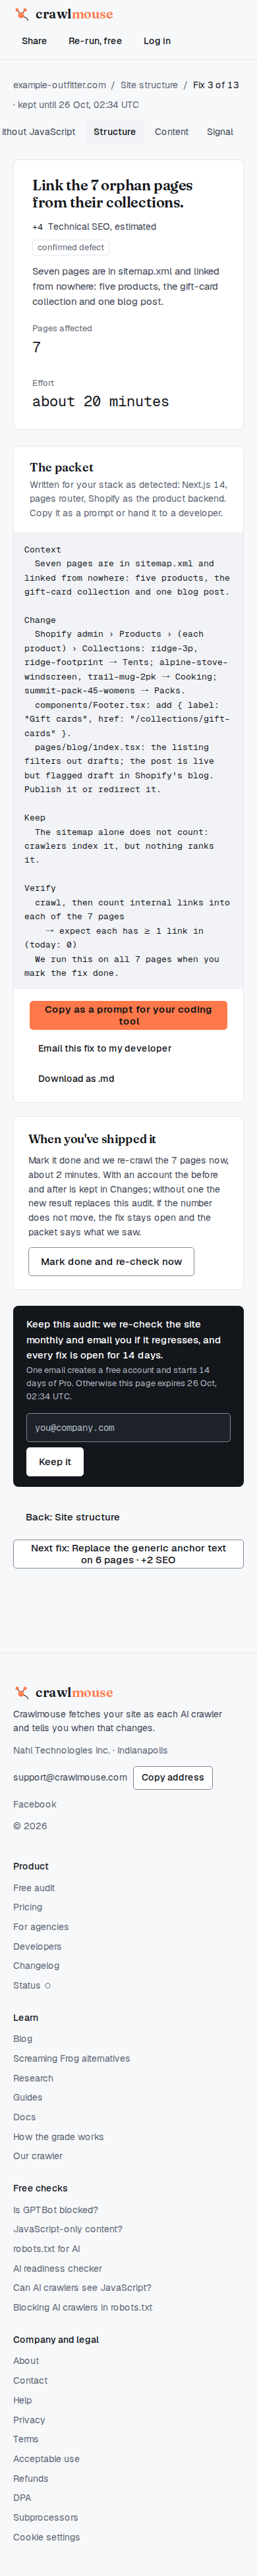 crawlmouse
Share Re-run, free Log in
example-outfitter.com / Site structure / Fix 3 of 13
· kept until 26 Oct, 02:34 UTC
ithout JavaScript Structure Content Signal
Link the 7 orphan pages
from their collections.
+4 Technical SEO, estimated
confirmed defect
Seven pages are in sitemap.xml and linked
from nowhere: five products, the gift-card
collection and one blog post.
Pages affected
7
Effort
about 20 minutes
The packet
Written for your stack as detected: Next.js 14,
pages router, Shopify as the product backend.
Copy it as a prompt or hand it to a developer.
Context
Seven pages are in sitemap.xml and
linked from nowhere: five products, the
gift-card collection and one blog post.
Change
Shopify admin › Products › (each
product) › Collections: ridge-3p,
ridge-footprint → Tents; alpine-stove-
windscreen, trail-mug-2pk → Cooking;
summit-pack-45-womens → Packs.
components/Footer.tsx: add { label:
"Gift cards", href: "/collections/gift-
cards" }.
pages/blog/index.tsx: the listing
filters out drafts; the post is live
but flagged draft in Shopify's blog.
Publish it or redirect it.
Keep
The sitemap alone does not count:
crawlers index it, but nothing ranks
it.
Verify
crawl, then count internal links into
each of the 7 pages
→ expect each has ≥ 1 link in
(today: 0)
We run this on all 7 pages when you
mark the fix done.
Copy as a prompt for your coding
tool
Email this fix to my developer
Download as .md
When you've shipped it
Mark it done and we re-crawl the 7 pages now,
about 2 minutes. With an account the before
and after is kept in Changes; without one the
new result replaces this audit. If the number
does not move, the fix stays open and the
packet says what we saw.
Mark done and re-check now
Keep this audit: we re-check the site
monthly and email you if it regresses, and
every fix is open for 14 days.
One email creates a free account and starts 14
days of Pro. Otherwise this page expires 26 Oct,
02:34 UTC.
you@company.com
Keep it
Back: Site structure
Next fix: Replace the generic anchor text
on 6 pages · +2 SEO
crawlmouse
Crawlmouse fetches your site as each AI crawler
and tells you when that changes.
Nahl Technologies Inc. · Indianapolis
support@crawlmouse.com Copy address
Facebook
© 2026
Product
Free audit
Pricing
For agencies
Developers
Changelog
Status
Learn
Blog
Screaming Frog alternatives
Research
Guides
Docs
How the grade works
Our crawler
Free checks
Is GPTBot blocked?
JavaScript-only content?
robots.txt for AI
AI readiness checker
Can AI crawlers see JavaScript?
Blocking AI crawlers in robots.txt
Company and legal
About
Contact
Help
Privacy
Terms
Acceptable use
Refunds
DPA
Subprocessors
Cookie settings